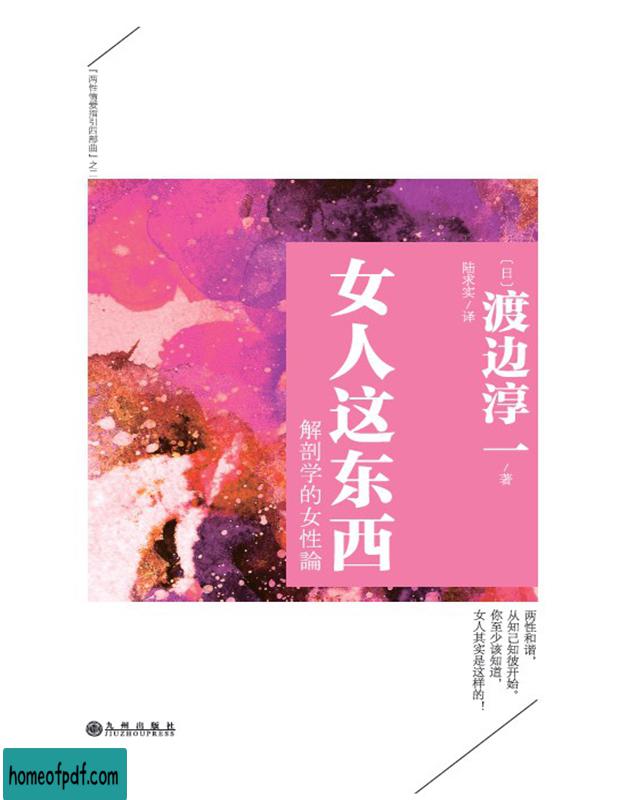 『两性情爱指引四部曲』之二
〔日〕渡边淳一/著
陆求实/译
女人这东西
解剖学的女性論
两性和谐，
从知己知彼开始。
你至少该知道，
女人其实是这样的！
九州出版社
JIUZHOUPRESS
homeofpdf.com